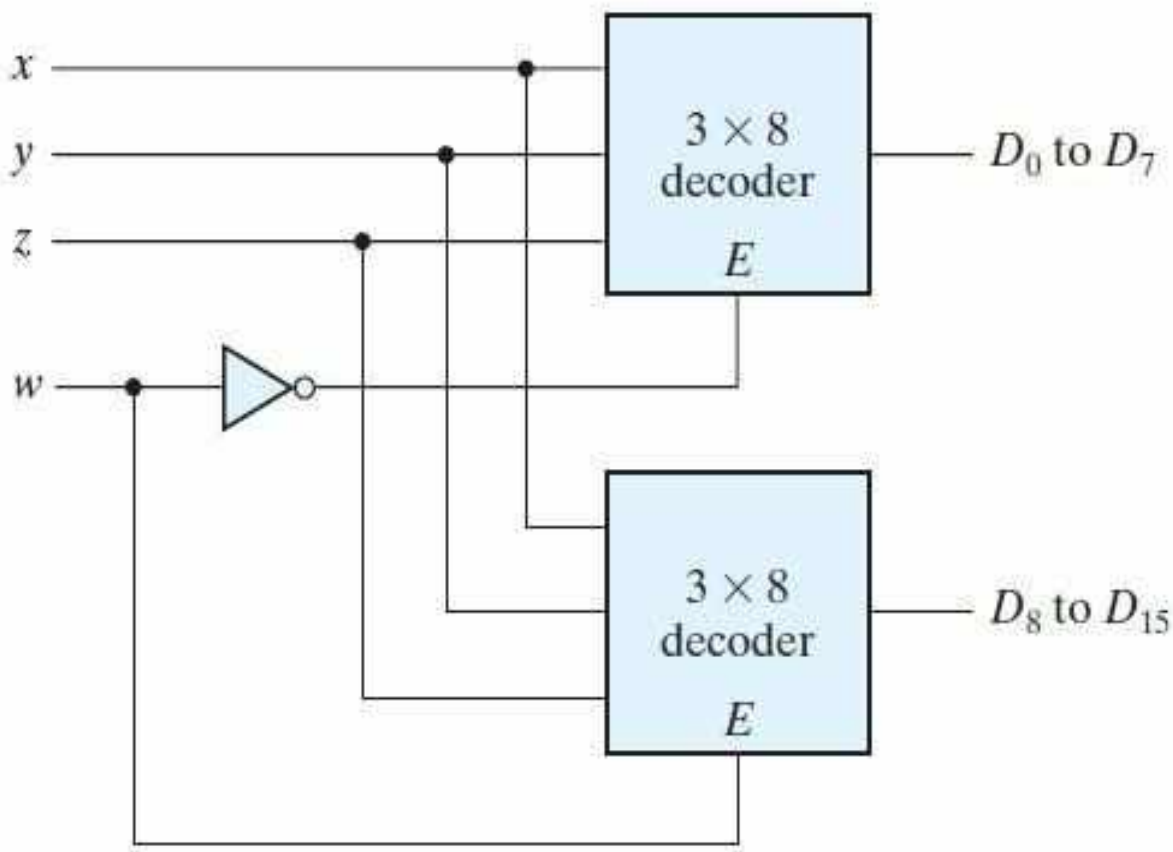 x
y
z
w
3 × 8
decoder
E
D₀ to D₇
3 × 8
decoder
E
D₈ to D₁₅